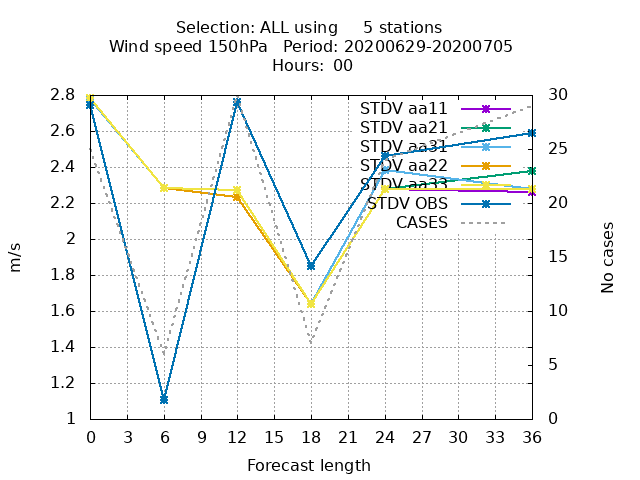 Selection: ALL using 5 stations
Wind speed 150hPa Period: 20200629-20200705
Hours: 00
2.8
2.6
2.4
2.2
2
1.8
1.6
1.4
1.2
1
m/s
30
25
20
15
10
5
0
No cases
STDV aa11
STDV aa21
STDV aa31
STDV aa22
STDV aa33
STDV OBS
CASES
0 3 6 9 12 15 18 21 24 27 30 33 36
Forecast length